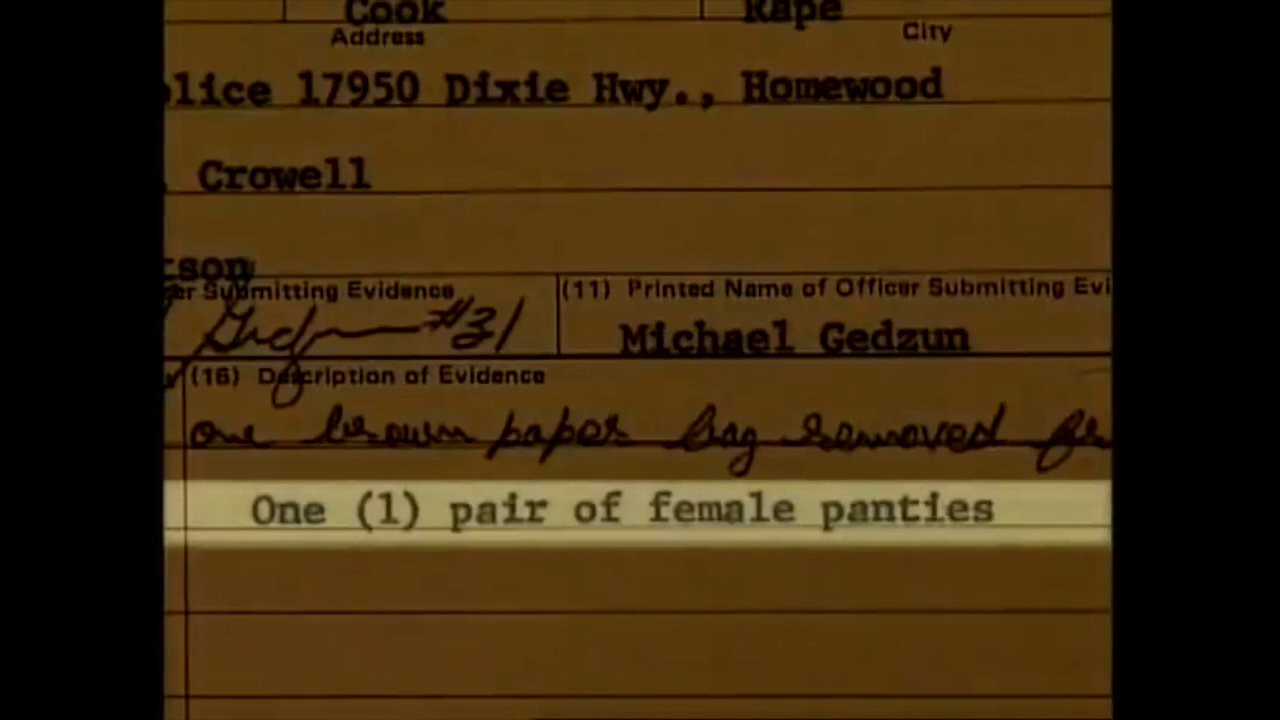 Cook Rape
Address City
lice 17950 Dixie Hwy., Homewood
. Crowell
tson
er Submitting Evidence (11) Printed Name of Officer Submitting Evi
#31 Michael Gedzun
(16) Description of Evidence
one brown paper bag removed
One (1) pair of female panties